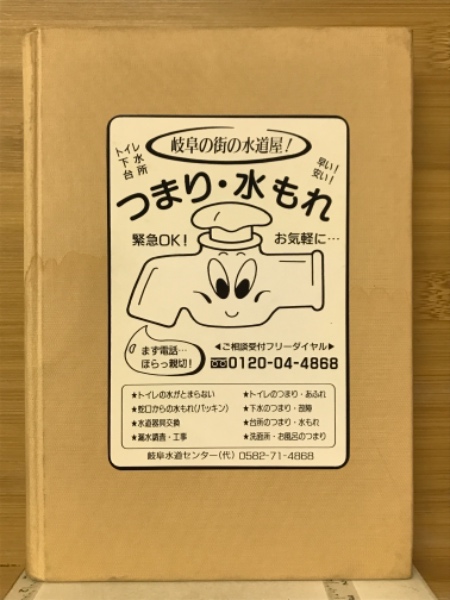 岐阜の街の水道屋！
トイレ
下水
台所
早い！
安い！
つまり・水もれ
緊急OK！
お気軽に…
まず電話…
ほらっ親切！
◀ご相談受付フリーダイヤル▶
0120-04-4868
★トイレの水がとまらない
★蛇口からの水もれ(パッキン)
★水道器具交換
★漏水調査・工事
★トイレのつまり・あふれ
★下水のつまり・故障
★台所のつまり・水もれ
★洗面所・お風呂のつまり
岐阜水道センター(代) 0582-71-4868